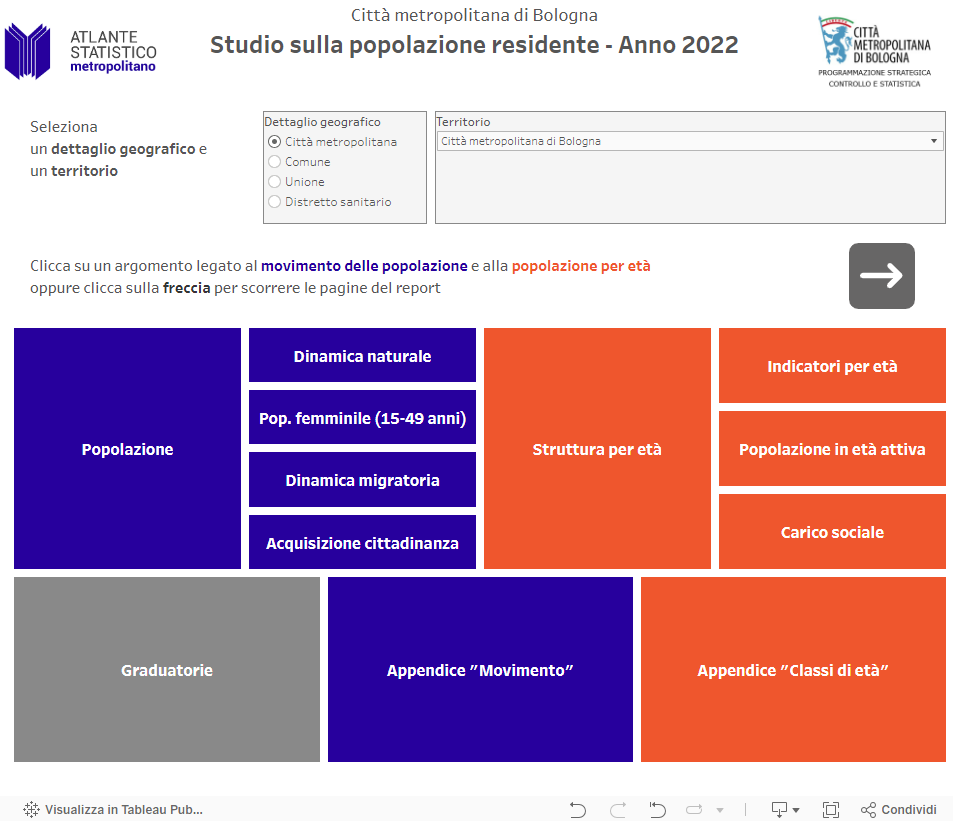 Città metropolitana di Bologna
Studio sulla popolazione residente - Anno 2022
ATLANTE
STATISTICO
metropolitano
CITTÀ
METROPOLITANA
DI BOLOGNA
PROGRAMMAZIONE STRATEGICA
CONTROLLO E STATISTICA
Seleziona
un dettaglio geografico e
un territorio
Dettaglio geografico
Città metropolitana
Comune
Unione
Distretto sanitario
Territorio
Città metropolitana di Bologna
Clicca su un argomento legato al movimento delle popolazione e alla popolazione per età
oppure clicca sulla freccia per scorrere le pagine del report
Popolazione
Dinamica naturale
Pop. femminile (15-49 anni)
Dinamica migratoria
Acquisizione cittadinanza
Struttura per età
Indicatori per età
Popolazione in età attiva
Carico sociale
Graduatorie
Appendice "Movimento"
Appendice "Classi di età"
Visualizza in Tableau Pub...
Condividi